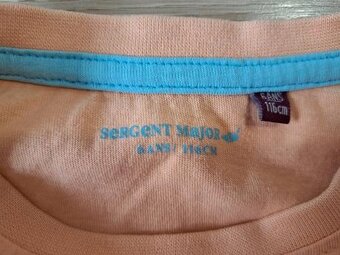 SERGENT MAJOR
6ANS/ 116CM
6ANS
116cm